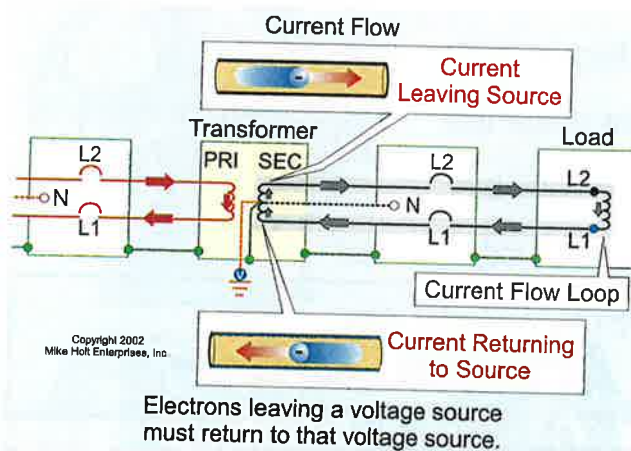 Current Flow
Current
Leaving Source
Transformer
Load
L2
PRI SEC
L2
L2
N
N
L1
L1
L1
Current Flow Loop
Copyright 2002
Mike Holt Enterprises, Inc.
Current Returning
to Source
Electrons leaving a voltage source
must return to that voltage source.